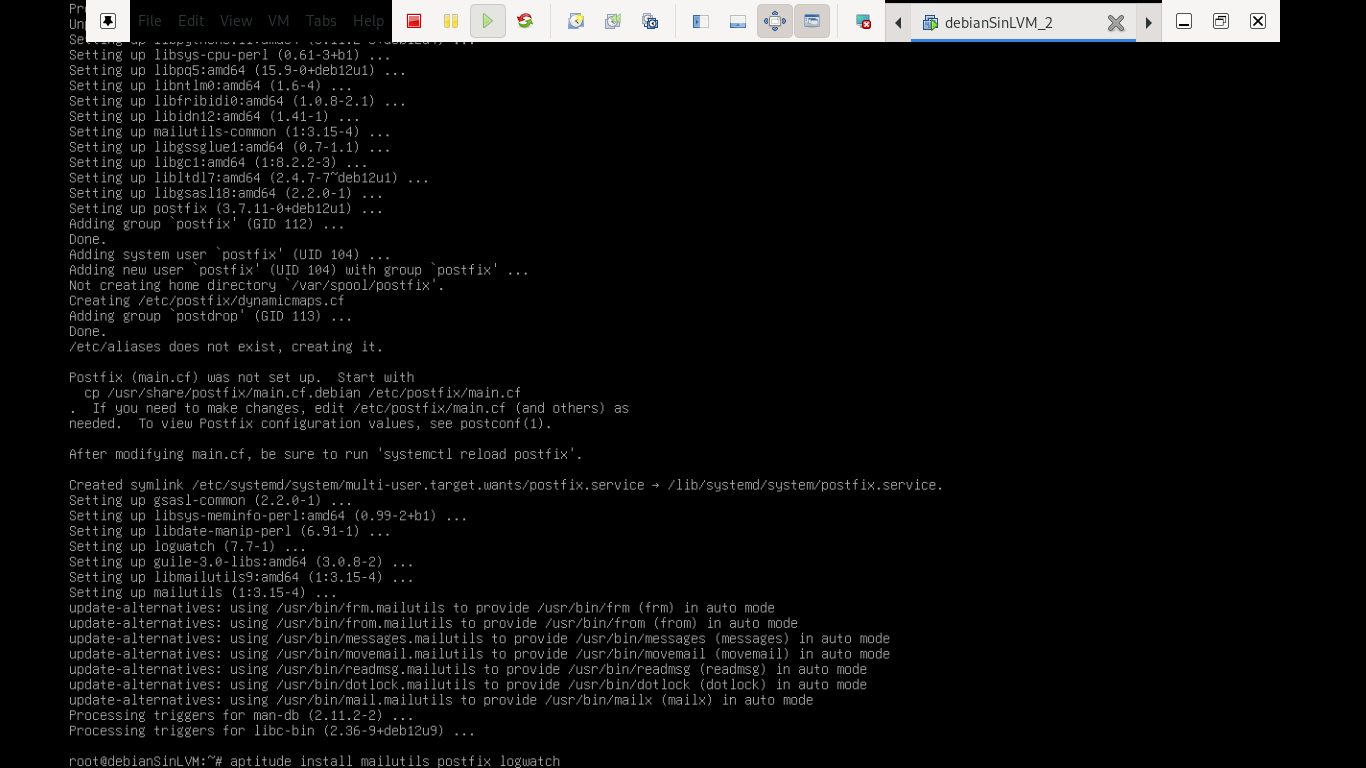 File Edit View VM Tabs Help
debianSinLVM_2
Setting up libsys-cpu-perl (0.61-3+b1) ...
Setting up libpq5:amd64 (15.9-0+deb12u1) ...
Setting up libntlm0:amd64 (1.6-4) ...
Setting up libfribidi0:amd64 (1.0.8-2.1) ...
Setting up libidn12:amd64 (1.41-1) ...
Setting up mailutils-common (1:3.15-4) ...
Setting up libgssglue1:amd64 (0.7-1.1) ...
Setting up libgc1:amd64 (1:8.2.2-3) ...
Setting up libltdl7:amd64 (2.4.7-7~deb12u1) ...
Setting up libgsasl18:amd64 (2.2.0-1) ...
Setting up postfix (3.7.11-0+deb12u1) ...
Adding group `postfix' (GID 112) ...
Done.
Adding system user `postfix' (UID 104) ...
Adding new user `postfix' (UID 104) with group `postfix' ...
Not creating home directory `/var/spool/postfix'.
Creating /etc/postfix/dynamicmaps.cf
Adding group `postdrop' (GID 113) ...
Done.
/etc/aliases does not exist, creating it.
Postfix (main.cf) was not set up.  Start with
  cp /usr/share/postfix/main.cf.debian /etc/postfix/main.cf
.  If you need to make changes, edit /etc/postfix/main.cf (and others) as
needed.  To view Postfix configuration values, see postconf(1).
After modifying main.cf, be sure to run 'systemctl reload postfix'.
Created symlink /etc/systemd/system/multi-user.target.wants/postfix.service → /lib/systemd/system/postfix.service.
Setting up gsasl-common (2.2.0-1) ...
Setting up libsys-meminfo-perl:amd64 (0.99-2+b1) ...
Setting up libdate-manip-perl (6.91-1) ...
Setting up logwatch (7.7-1) ...
Setting up guile-3.0-libs:amd64 (3.0.8-2) ...
Setting up libmailutils9:amd64 (1:3.15-4) ...
Setting up mailutils (1:3.15-4) ...
update-alternatives: using /usr/bin/frm.mailutils to provide /usr/bin/frm (frm) in auto mode
update-alternatives: using /usr/bin/from.mailutils to provide /usr/bin/from (from) in auto mode
update-alternatives: using /usr/bin/messages.mailutils to provide /usr/bin/messages (messages) in auto mode
update-alternatives: using /usr/bin/movemail.mailutils to provide /usr/bin/movemail (movemail) in auto mode
update-alternatives: using /usr/bin/readmsg.mailutils to provide /usr/bin/readmsg (readmsg) in auto mode
update-alternatives: using /usr/bin/dotlock.mailutils to provide /usr/bin/dotlock (dotlock) in auto mode
update-alternatives: using /usr/bin/mail.mailutils to provide /usr/bin/mailx (mailx) in auto mode
Processing triggers for man-db (2.11.2-2) ...
Processing triggers for libc-bin (2.36-9+deb12u9) ...
root@debianSinLVM:~# aptitude install mailutils postfix logwatch